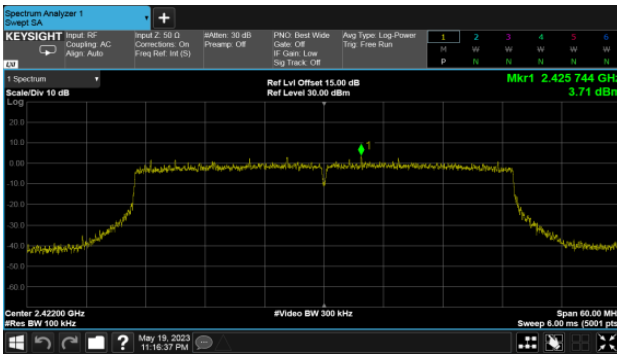 Spectrum Analyzer 1
Swept SA
KEYSIGHT
Input: RF
Coupling: AC
Align: Auto
Input Z: 50 Ω
Corrections: On
Freq Ref: Int (S)
#Atten: 30 dB
Preamp: Off
PNO: Best Wide
Gate: Off
IF Gain: Low
Sig Track: Off
Avg Type: Log-Power
Trig: Free Run
1 2 3 4 5 6
M W W W W W
P N N N N N
LXI
1 Spectrum
Scale/Div 10 dB
Ref Lvl Offset 15.00 dB
Ref Level 30.00 dBm
Mkr1 2.425 744 GHz
3.71 dBm
Log
20.0
10.0
0.00
-10.0
-20.0
-30.0
-40.0
-50.0
-60.0
1
Center 2.42200 GHz
#Res BW 100 kHz
#Video BW 300 kHz
Span 60.00 MH
Sweep 6.00 ms (5001 pts
?
May 19, 2023
11:16:37 PM